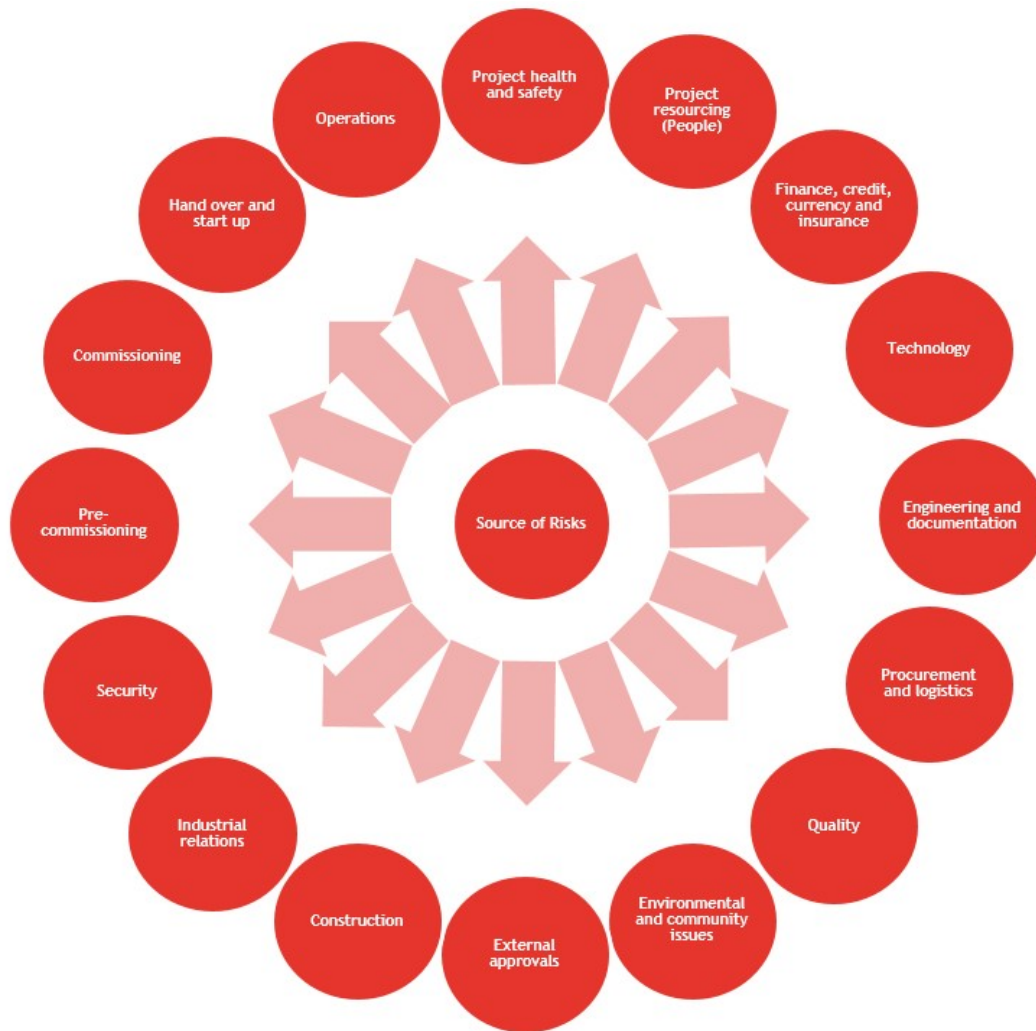 Project health
and safety
Project
resourcing
(People)
Finance, credit,
currency and
insurance
Technology
Engineering and
documentation
Procurement
and logistics
Quality
Environmental
and community
issues
External
approvals
Construction
Industrial
relations
Security
Pre-
commissioning
Commissioning
Hand over and
start up
Operations
Source of Risks